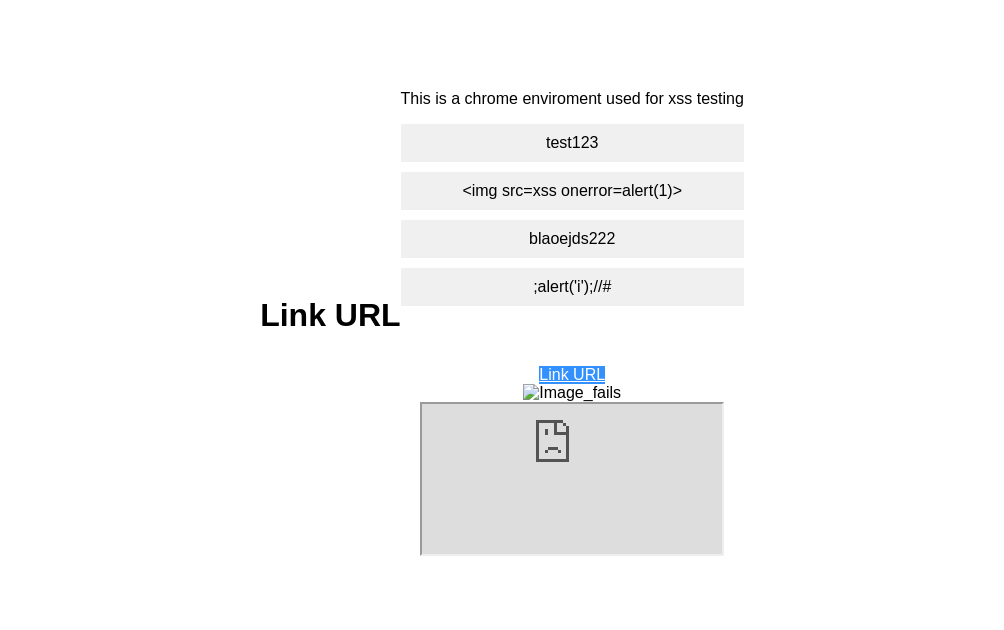 This is a chrome enviroment used for xss testing
test123
<img src=xss onerror=alert(1)>
blaoejds222
;alert('i');//#
Link URL
Link URL
Image_fails